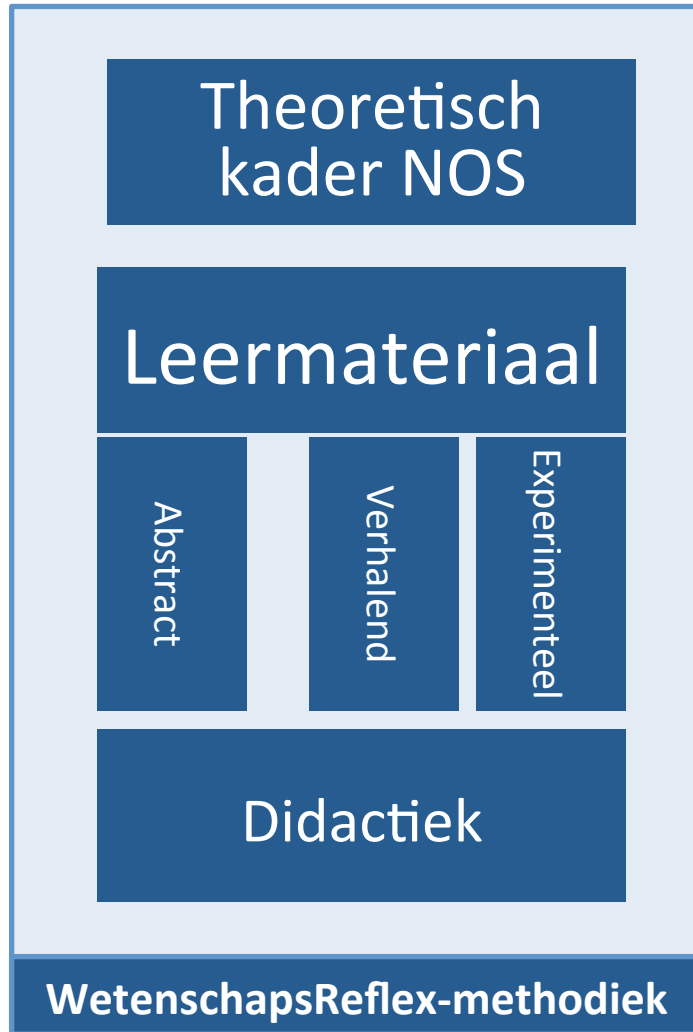 Theoretisch
kader NOS
Leermateriaal
Abstract
Verhalend
Experimenteel
Didactiek
WetenschapsReflex-methodiek